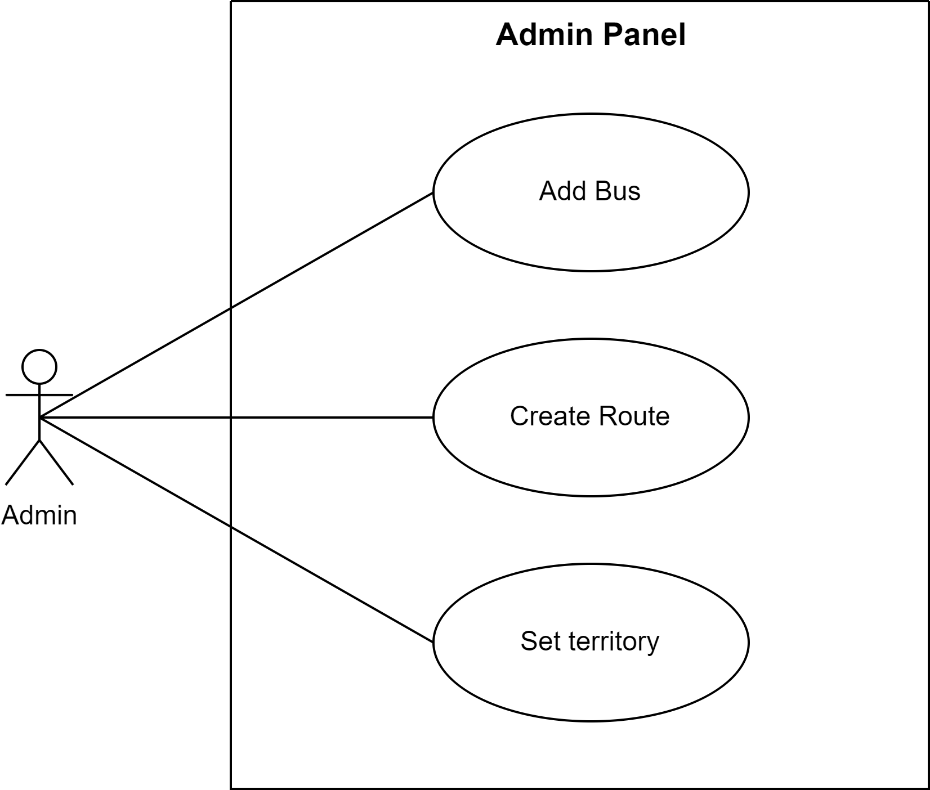 Admin Panel
Add Bus
Create Route
Admin
Set territory